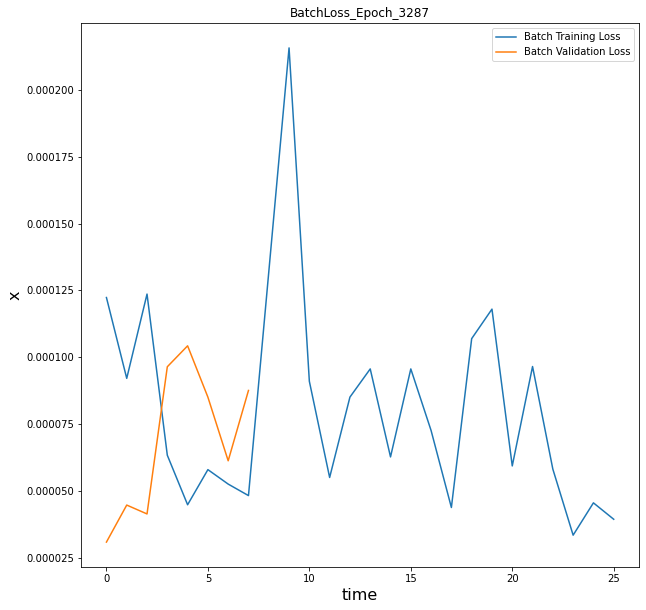 BatchLoss_Epoch_3287
Batch Training Loss
Batch Validation Loss
0.000200
0.000175
0.000150
0.000125
0.000100
0.000075
0.000050
0.000025
x
0 5 10 15 20 25
time